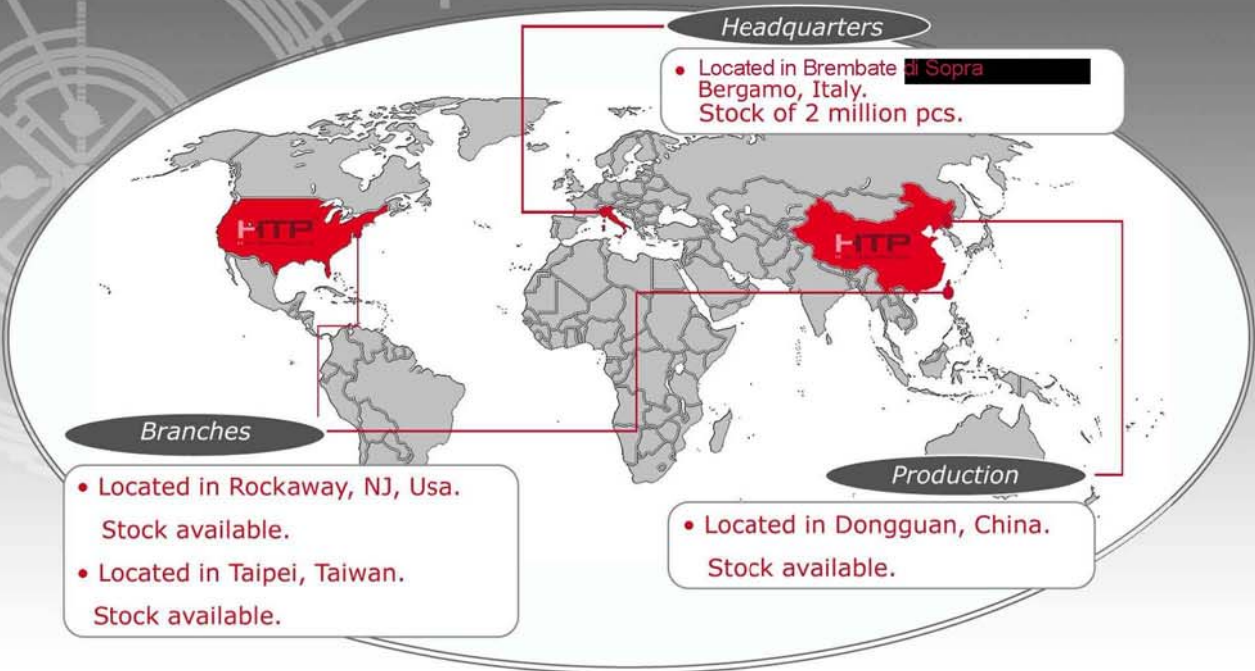 Headquarters
• Located in Brembate di Sopra
Bergamo, Italy.
Stock of 2 million pcs.
HTP
HTP
Branches
• Located in Rockaway, NJ, Usa.
Stock available.
• Located in Taipei, Taiwan.
Stock available.
Production
• Located in Dongguan, China.
Stock available.